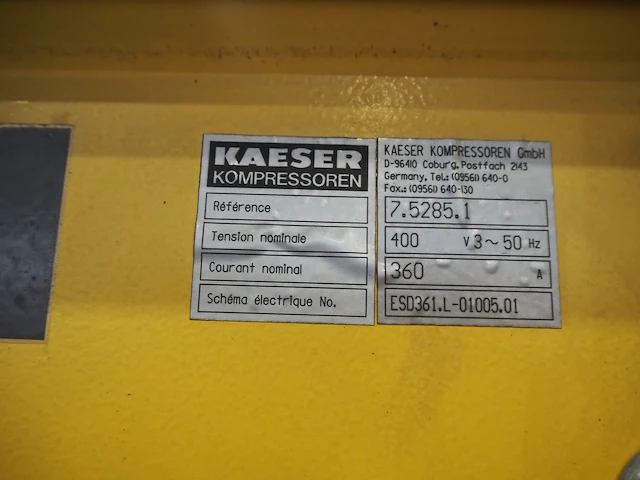 KAESER
KOMPRESSOREN
Référence
Tension nominale
Courant nominal
Schéma électrique No.
KAESER KOMPRESSOREN GmbH
D-96410 Coburg, Postfach 2143
Germany, Tel.: (09561) 640-0
Fax.: (09561) 640-130
7.5285.1
400 V 3~50 Hz
360 A
ESD361.L-01005.01